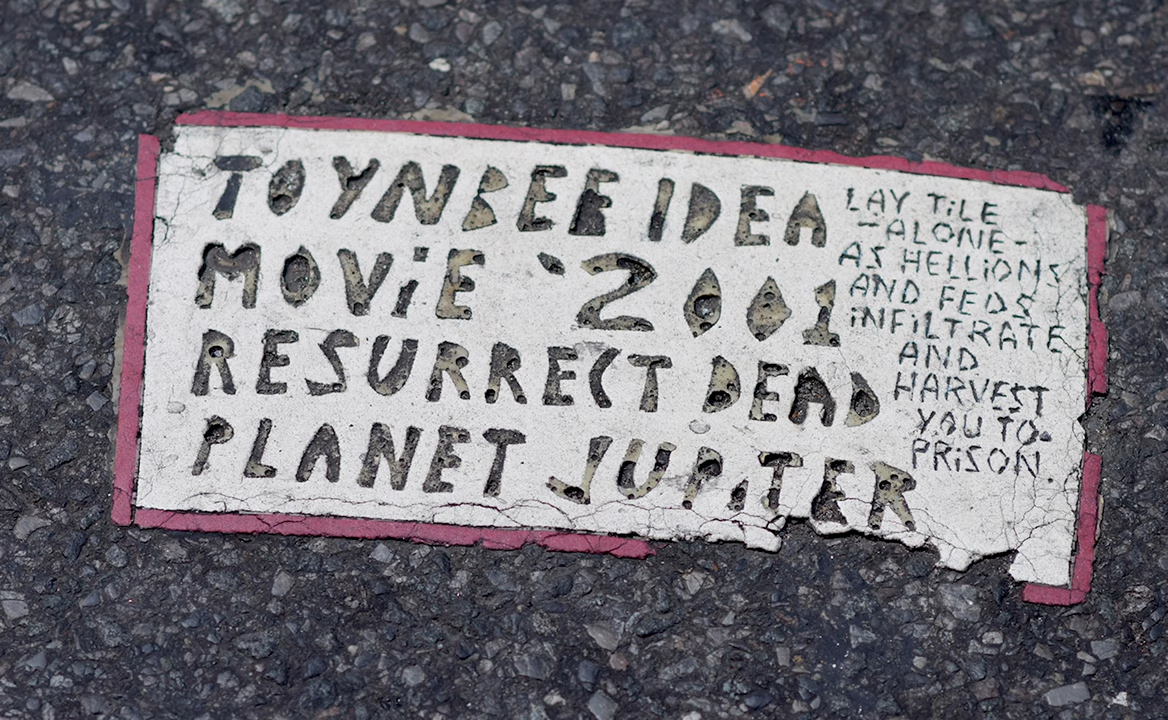 TOYNBEE IDEA
MOViE '2001
RESURRECT DEAD
PLANET JUPiTER
LAY TiLE
-ALONE-
AS HELLiONS
AND FEDS
iNFiLTRATE
AND
HARVEST
YOU TO
PRiSON.